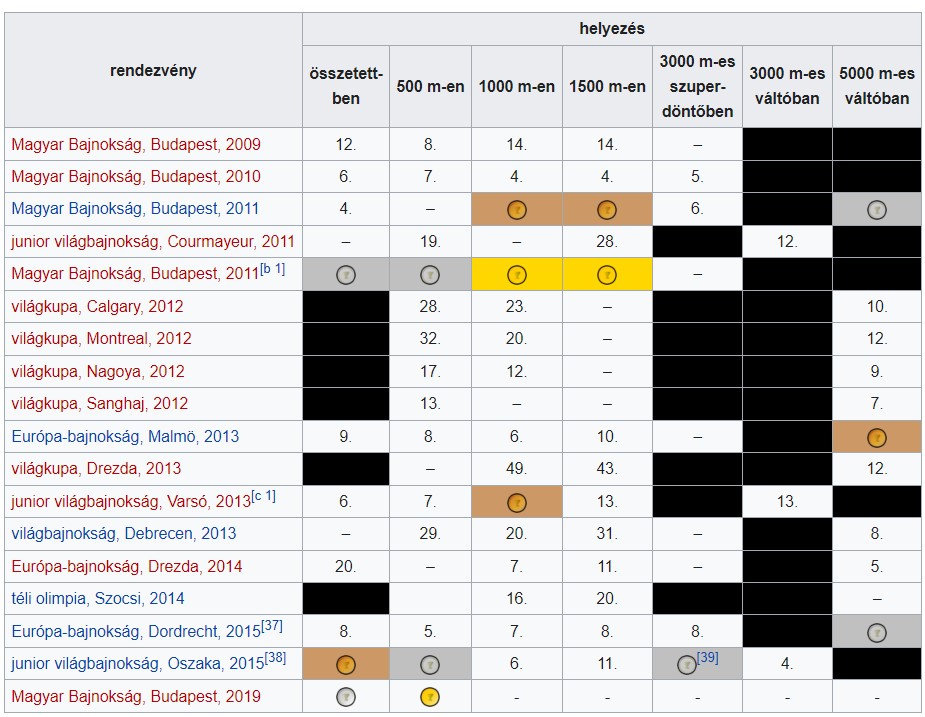 rendezvény helyezés
összetett-ben 500 m-en 1000 m-en 1500 m-en 3000 m-es szuper-döntőben 3000 m-es váltóban 5000 m-es váltóban
Magyar Bajnokság, Budapest, 2009 12. 8. 14. 14. –
Magyar Bajnokság, Budapest, 2010 6. 7. 4. 4. 5.
Magyar Bajnokság, Budapest, 2011 4. – 6.
junior világbajnokság, Courmayeur, 2011 – 19. – 28. 12.
Magyar Bajnokság, Budapest, 2011[b 1] –
világkupa, Calgary, 2012 28. 23. – 10.
világkupa, Montreal, 2012 32. 20. – 12.
világkupa, Nagoya, 2012 17. 12. – 9.
világkupa, Sanghaj, 2012 13. – – 7.
Európa-bajnokság, Malmö, 2013 9. 8. 6. 10. –
világkupa, Drezda, 2013 – 49. 43. 12.
junior világbajnokság, Varsó, 2013[c 1] 6. 7. 13. 13.
világbajnokság, Debrecen, 2013 – 29. 20. 31. – 8.
Európa-bajnokság, Drezda, 2014 20. – 7. 11. – 5.
téli olimpia, Szocsi, 2014 16. 20. –
Európa-bajnokság, Dordrecht, 2015[37] 8. 5. 7. 8. 8.
junior világbajnokság, Oszaka, 2015[38] 6. 11. [39] 4.
Magyar Bajnokság, Budapest, 2019 - - - - -